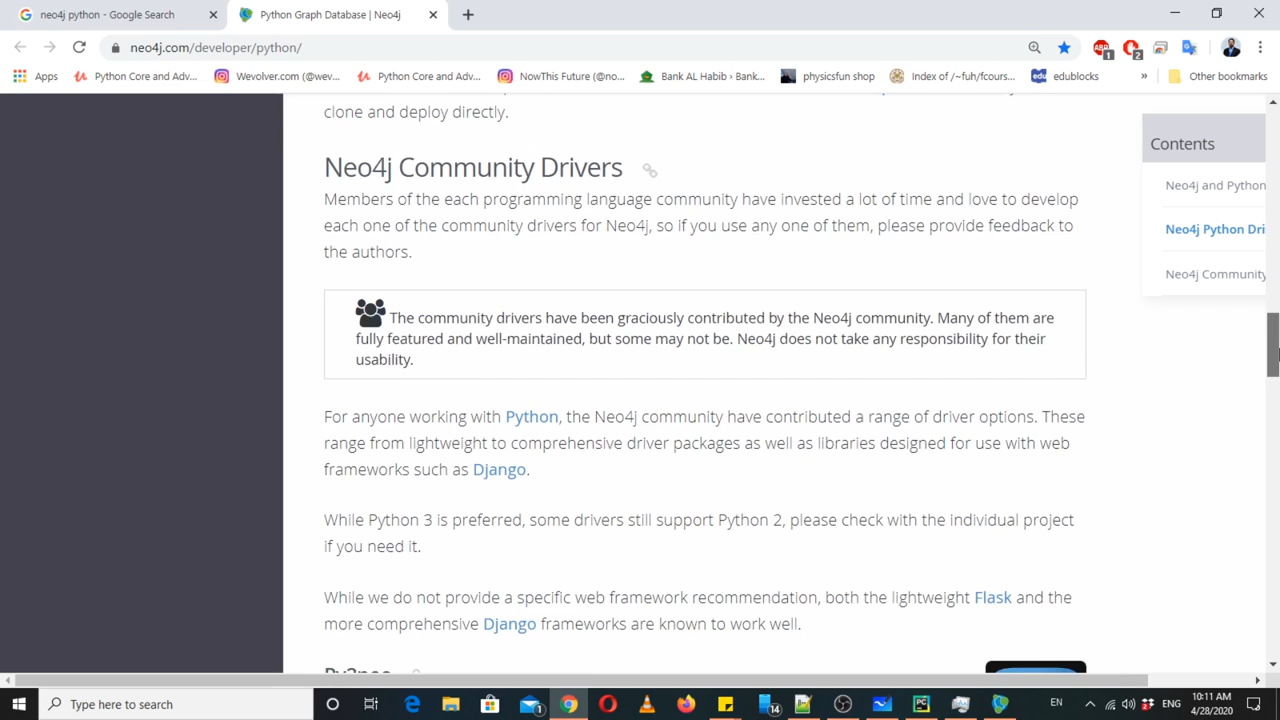 neo4j python - Google Search
Python Graph Database | Neo4j
neo4j.com/developer/python/
1
2
Apps
Python Core and Adv...
Wevolver.com (@wev...
Python Core and Adv...
NowThis Future (@no...
Bank AL Habib › Bank...
physicsfun shop
Index of /~fuh/fcours...
edu
edublocks
»
Other bookmarks
clone and deploy directly.
Neo4j Community Drivers
Members of the each programming language community have invested a lot of time and love to develop
each one of the community drivers for Neo4j, so if you use any one of them, please provide feedback to
the authors.
The community drivers have been graciously contributed by the Neo4j community. Many of them are
fully featured and well-maintained, but some may not be. Neo4j does not take any responsibility for their
usability.
For anyone working with Python, the Neo4j community have contributed a range of driver options. These
range from lightweight to comprehensive driver packages as well as libraries designed for use with web
frameworks such as Django.
While Python 3 is preferred, some drivers still support Python 2, please check with the individual project
if you need it.
While we do not provide a specific web framework recommendation, both the lightweight Flask and the
more comprehensive Django frameworks are known to work well.
Py2neo
Contents
Neo4j and Python
Neo4j Python Dri
Neo4j Community
Type here to search
1
14
PC
EN
ENG
10:11 AM
4/28/2020